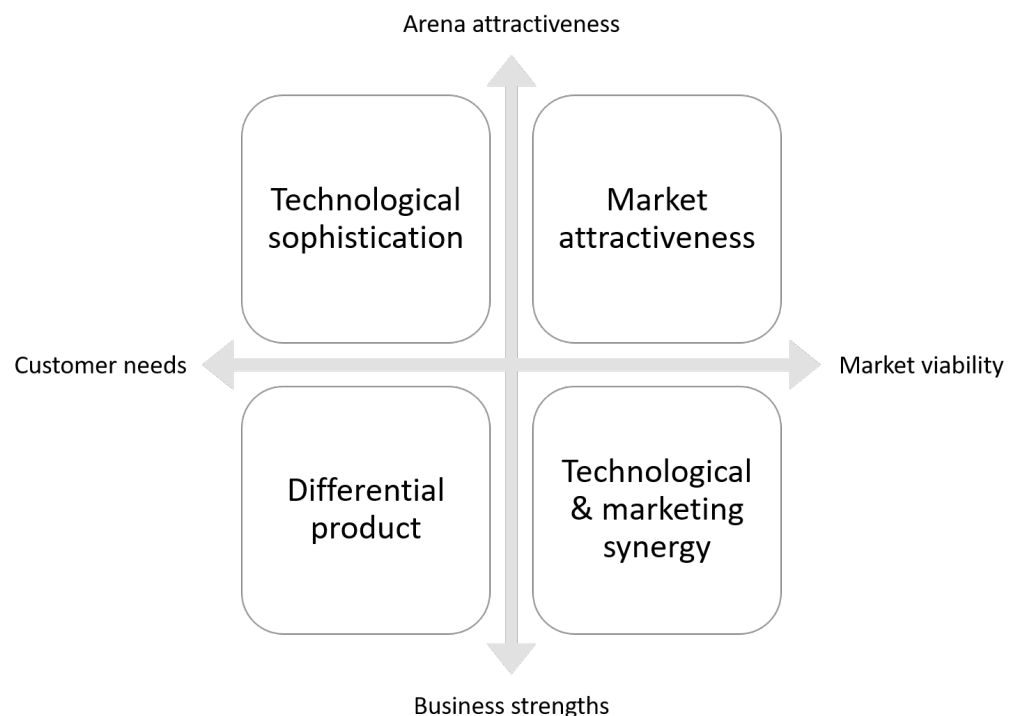 Arena attractiveness
Technological
sophistication
Market
attractiveness
Customer needs
Market viability
Differential
product
Technological
& marketing
synergy
Business strengths